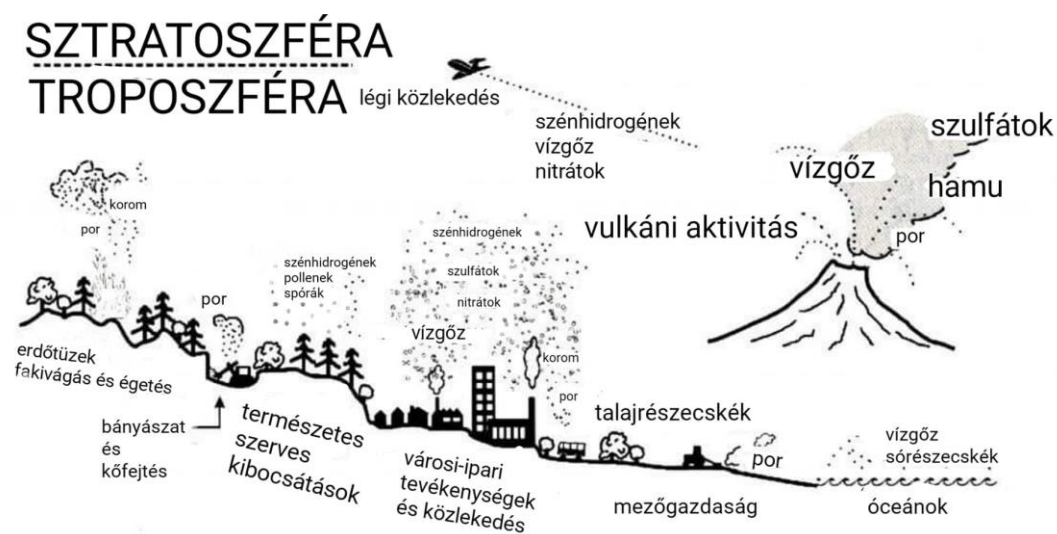 SZTRATOSZFÉRA
TROPOSZFÉRA
légi közlekedés
szénhidrogének
vízgőz
nitrátok
szulfátok
vízgőz
hamu
vulkáni aktivitás
por
korom
por
szénhidrogének
pollenek
spórák
por
szénhidrogének
szulfátok
nitrátok
vízgőz
korom
por
erdőtüzek
fakivágás és égetés
bányászat
és
kőfejtés
természetes
szerves
kibocsátások
városi-ipari
tevékenységek
és közlekedés
talajrészecskék
por
mezőgazdaság
vízgőz
sórészecskék
óceánok